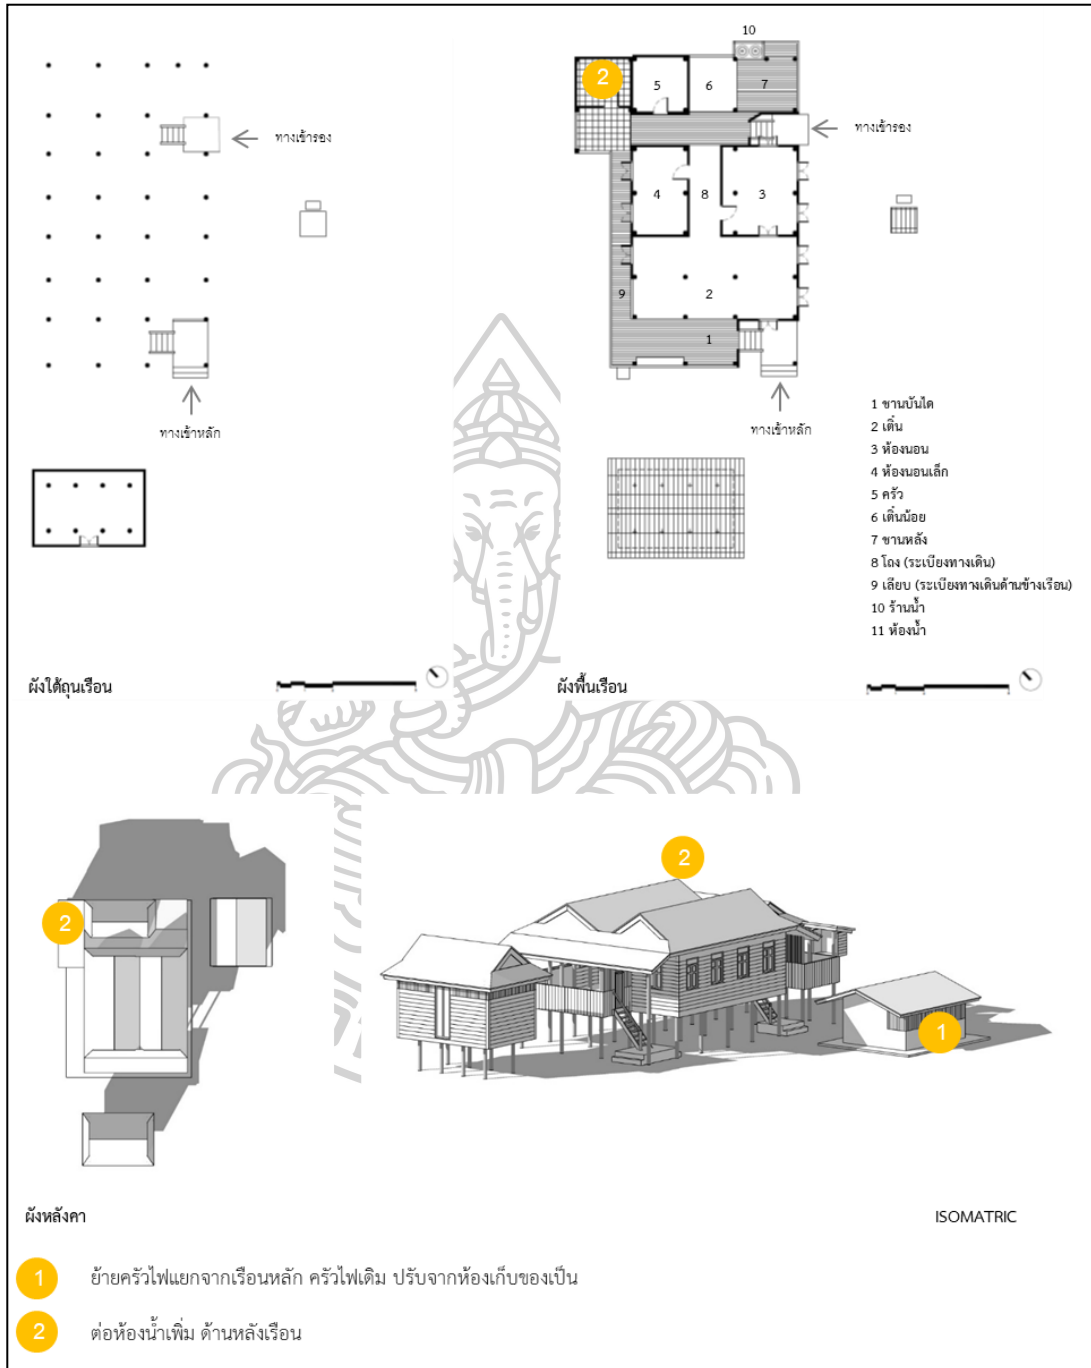 10
2
5
6
7
ทางเข้ารอง
ทางเข้ารอง
4
8
3
9
2
1
ทางเข้าหลัก
ทางเข้าหลัก
1 ชานบันได
2 เติ๋น
3 ห้องนอน
4 ห้องนอนเล็ก
5 ครัว
6 เติ๋นน้อย
7 ชานหลัง
8 โถง (ระเบียงทางเดิน)
9 เลียบ (ระเบียงทางเดินด้านข้างเรือน)
10 ร้านน้ำ
11 ห้องน้ำ
ผังใต้ถุนเรือน
ผังพื้นเรือน
2
2
1
ผังหลังคา
ISOMATRIC
1 ย้ายครัวไฟแยกจากเรือนหลัก ครัวไฟเดิม ปรับจากห้องเก็บของเป็น
2 ต่อห้องน้ำเพิ่ม ด้านหลังเรือน